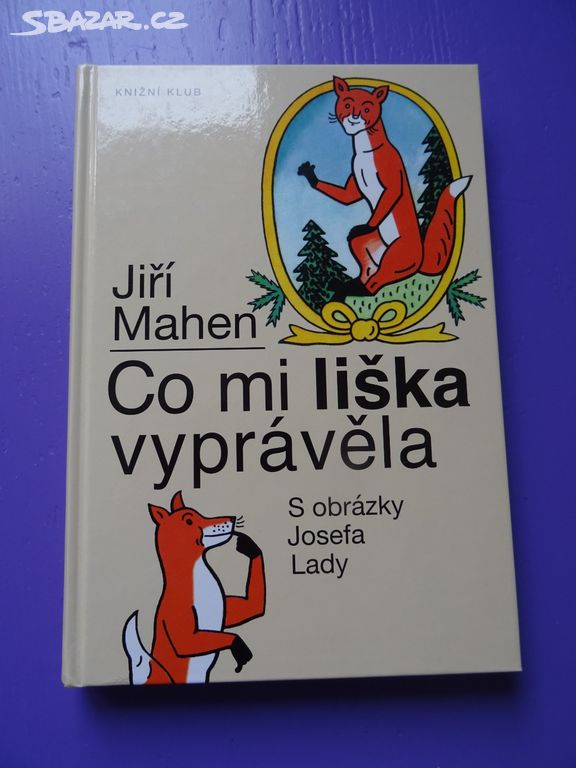 SBAZAR.CZ
KNIŽNÍ KLUB
Jiří
Mahen
Co mi liška
vyprávěla
S obrázky
Josefa
Lady